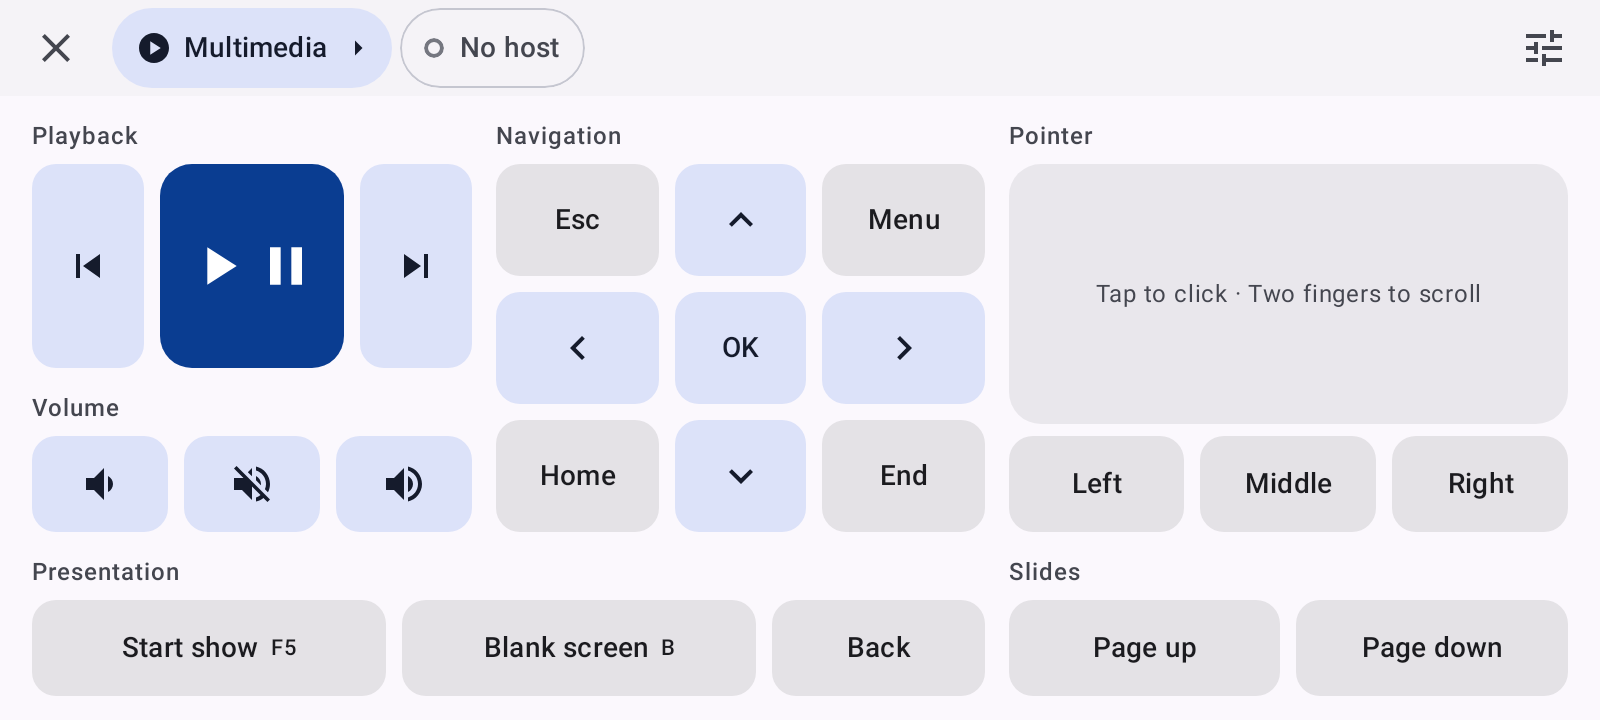 Multimedia
No host
Playback
Navigation
Pointer
Esc
Menu
Tap to click · Two fingers to scroll
OK
Volume
Home
End
Left
Middle
Right
Presentation
Slides
Start show F5
Blank screen B
Back
Page up
Page down